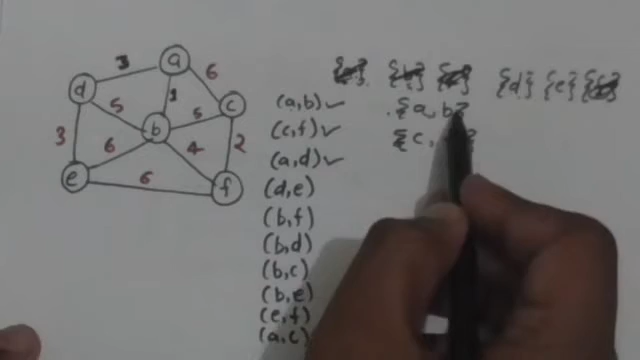 a
3
6
d
1
c
5
5
b
3
6
4
2
e
6
f
{d} {e}
(a,b) ✓ {a,b}
(c,f) ✓ {c,
(a,d) ✓
(d,e)
(b,f)
(b,d)
(b,c)
(b,e)
(e,f)
(a,c)